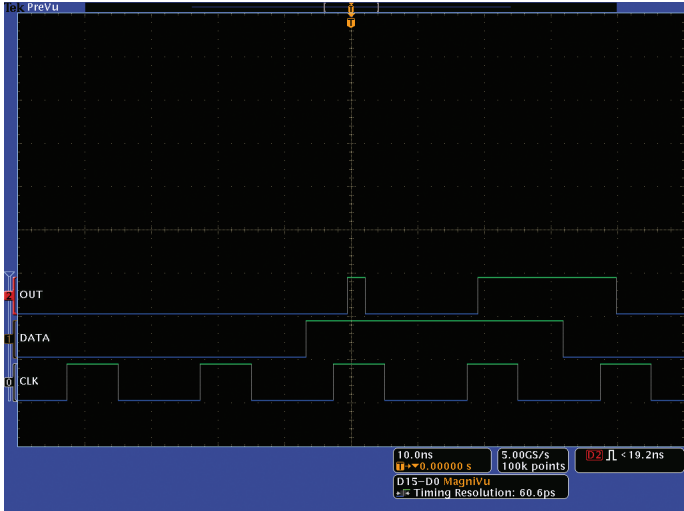 Tek PreVu
T
T
2 OUT
1 DATA
0 CLK
10.0ns
T→▼0.00000 s
5.00GS/s
100k points
D2 < 19.2ns
D15-D0 MagniVu
Timing Resolution: 60.6ps